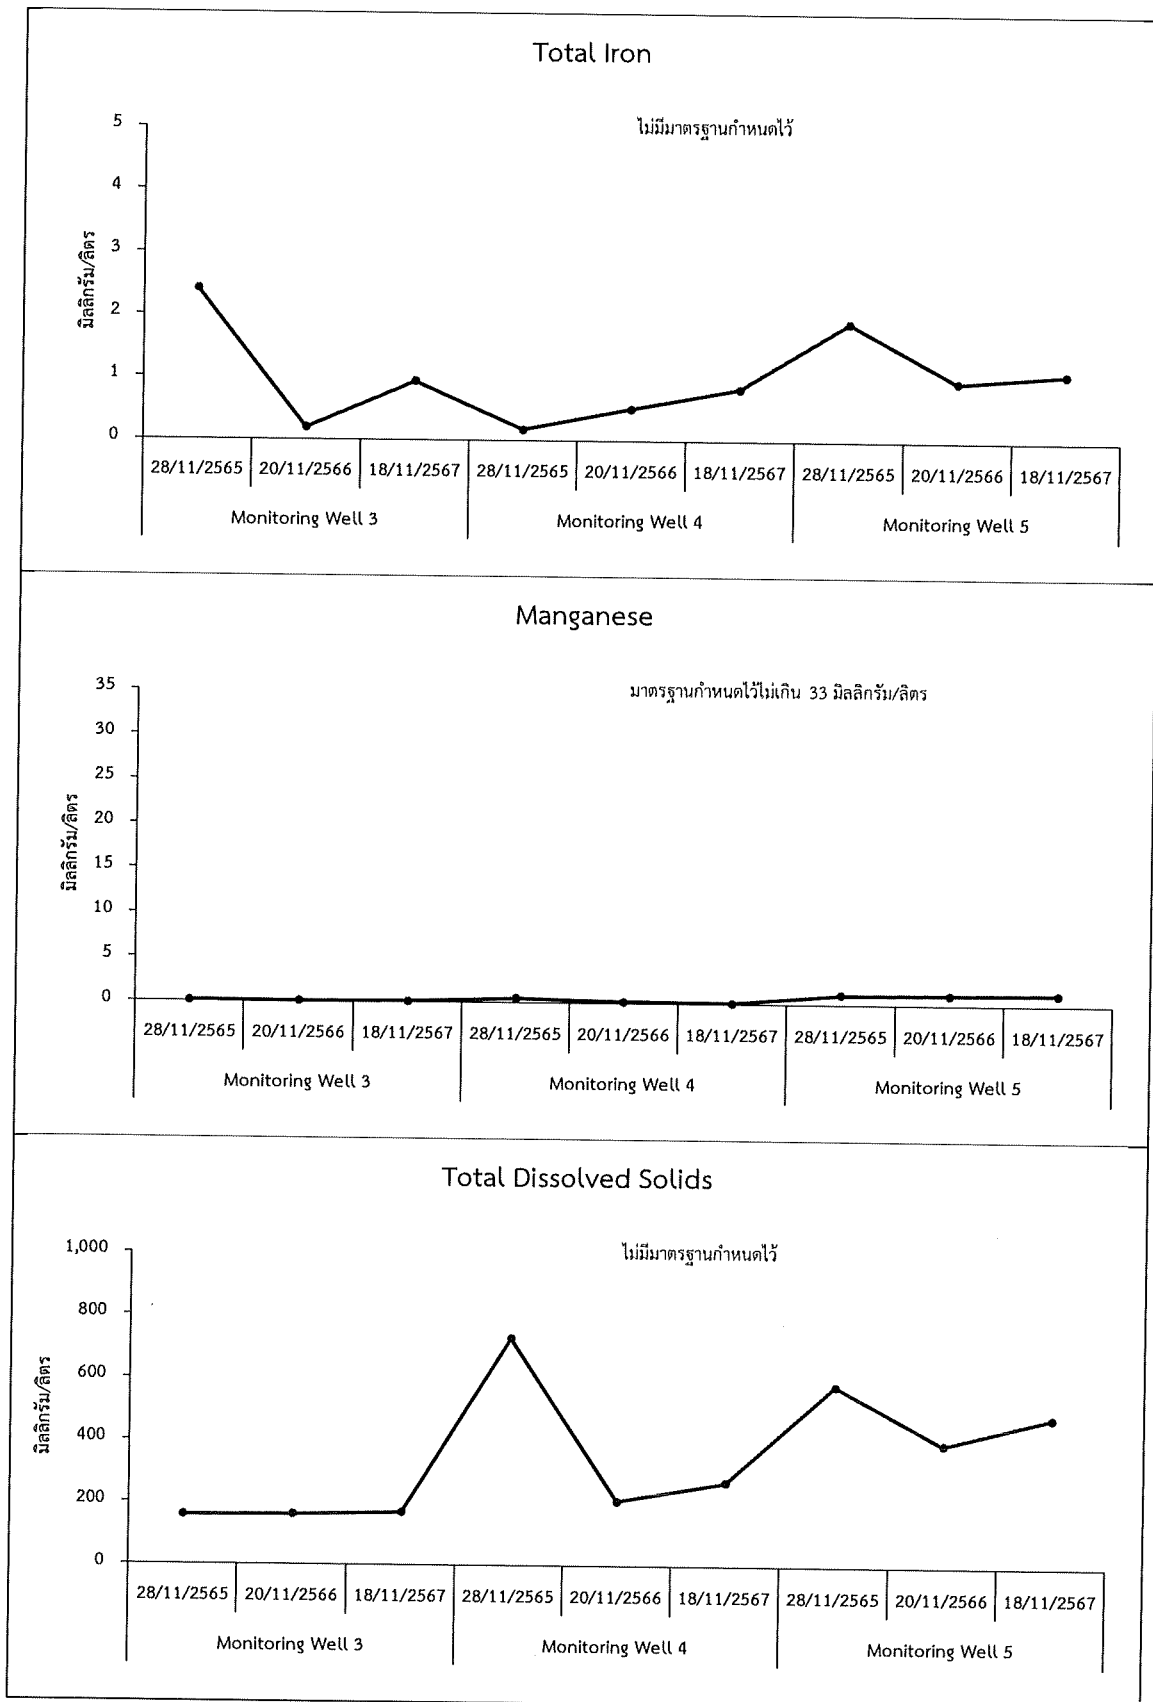 Total Iron
ไม่มีมาตรฐานกำหนดไว้
มิลลิกรัม/ลิตร
5
4
3
2
1
0
28/11/2565 20/11/2566 18/11/2567 28/11/2565 20/11/2566 18/11/2567 28/11/2565 20/11/2566 18/11/2567
Monitoring Well 3 Monitoring Well 4 Monitoring Well 5
Manganese
มาตรฐานกำหนดไว้ไม่เกิน 33 มิลลิกรัม/ลิตร
มิลลิกรัม/ลิตร
35
30
25
20
15
10
5
0
28/11/2565 20/11/2566 18/11/2567 28/11/2565 20/11/2566 18/11/2567 28/11/2565 20/11/2566 18/11/2567
Monitoring Well 3 Monitoring Well 4 Monitoring Well 5
Total Dissolved Solids
ไม่มีมาตรฐานกำหนดไว้
มิลลิกรัม/ลิตร
1,000
800
600
400
200
0
28/11/2565 20/11/2566 18/11/2567 28/11/2565 20/11/2566 18/11/2567 28/11/2565 20/11/2566 18/11/2567
Monitoring Well 3 Monitoring Well 4 Monitoring Well 5